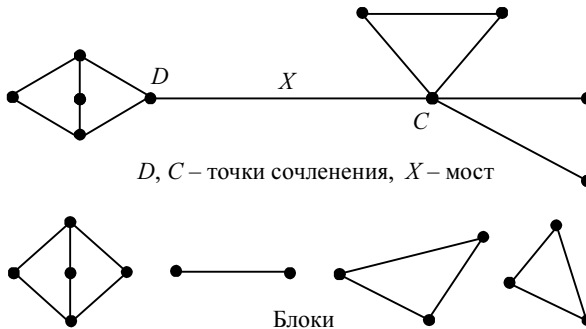 D
X
C
D, C – точки сочленения, X – мост
Блоки